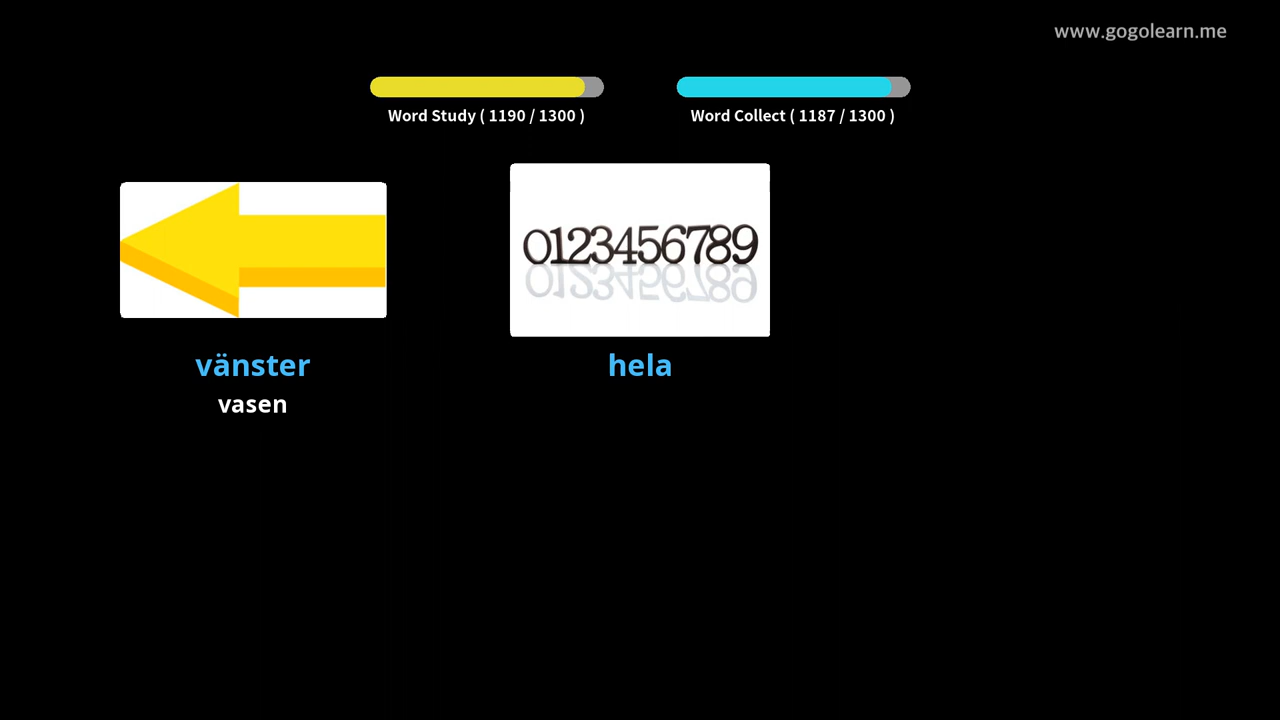 www.gogolearn.me
Word Study ( 1190 / 1300 )
Word Collect ( 1187 / 1300 )
0123456789
vänster
hela
vasen